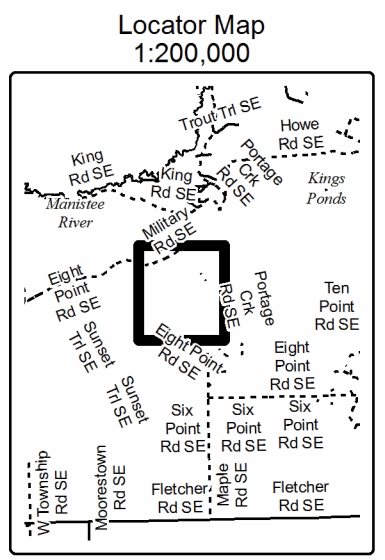 Locator Map
1:200,000
Trout Trl SE
Howe
Rd SE
Portage
Crk
Rd SE
King
Rd SE
King
Rd SE
Kings
Ponds
Manistee
River
Military
Rd SE
Eight
Point
Rd SE
Portage
Crk
Rd SE
Ten
Point
Rd SE
Sunset
Trl SE
Eight Point
Rd SE
Eight
Point
Rd SE
Sunset
Trl SE
Six
Point
Rd SE
Six
Point
Rd SE
Six
Point
Rd SE
W Township
Rd SE
Moorestown
Rd SE
Fletcher
Rd SE
Maple
Rd SE
Fletcher
Rd SE